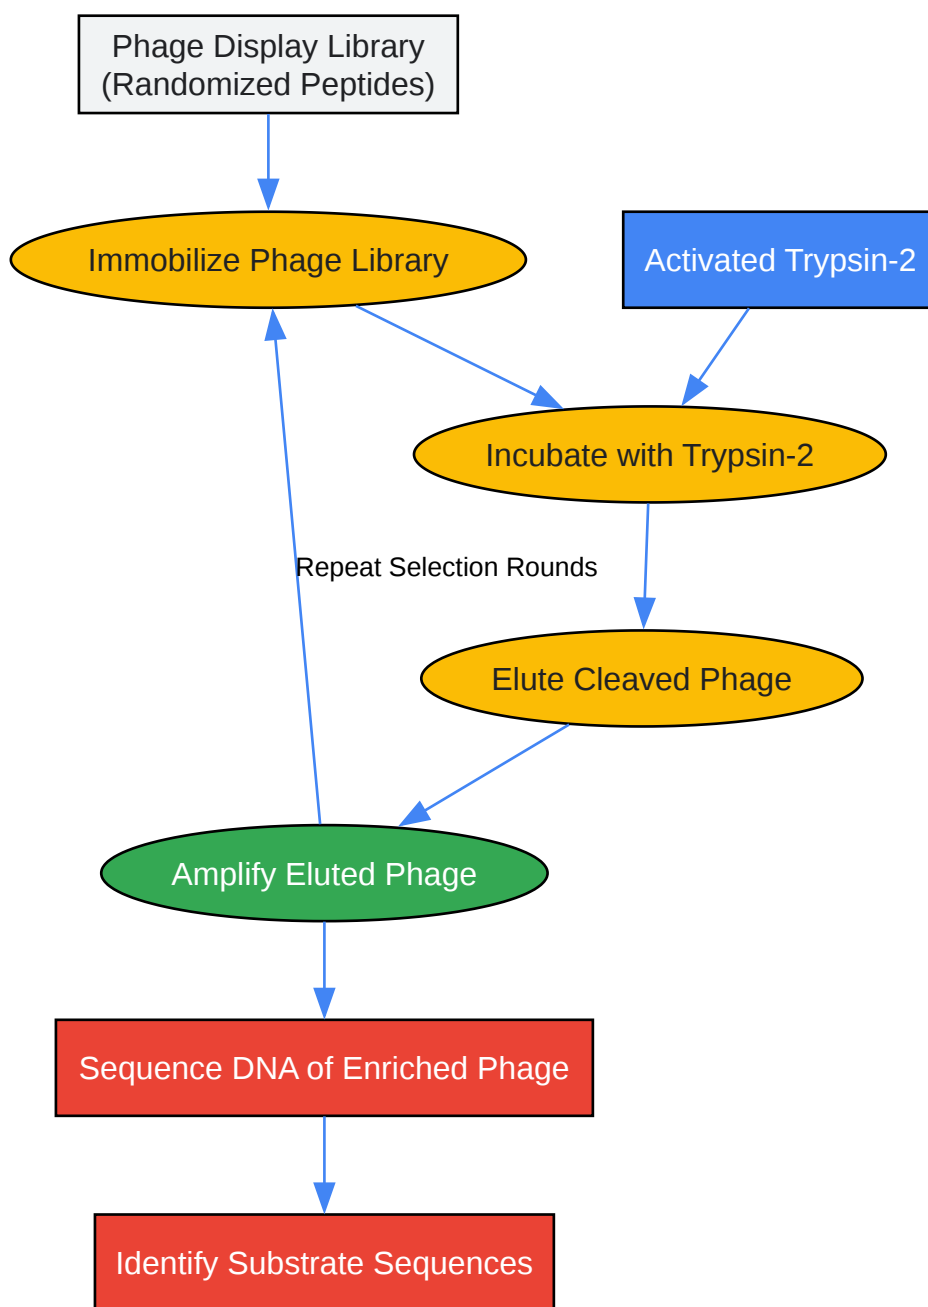 Phage Display Library
(Randomized Peptides)
Immobilize Phage Library
Activated Trypsin-2
Incubate with Trypsin-2
Repeat Selection Rounds
Elute Cleaved Phage
Amplify Eluted Phage
Sequence DNA of Enriched Phage
Identify Substrate Sequences